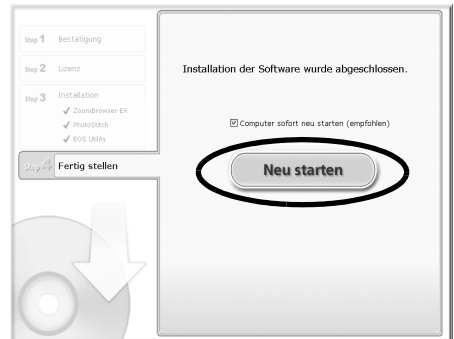 Step 1 Bestätigung
Step 2 Lizenz
Step 3 Installation
✓ ZoomBrowser EX
✓ PhotoStitch
✓ EOS Utility
Step 4 Fertig stellen
Installation der Software wurde abgeschlossen.
Computer sofort neu starten (empfohlen)
Neu starten